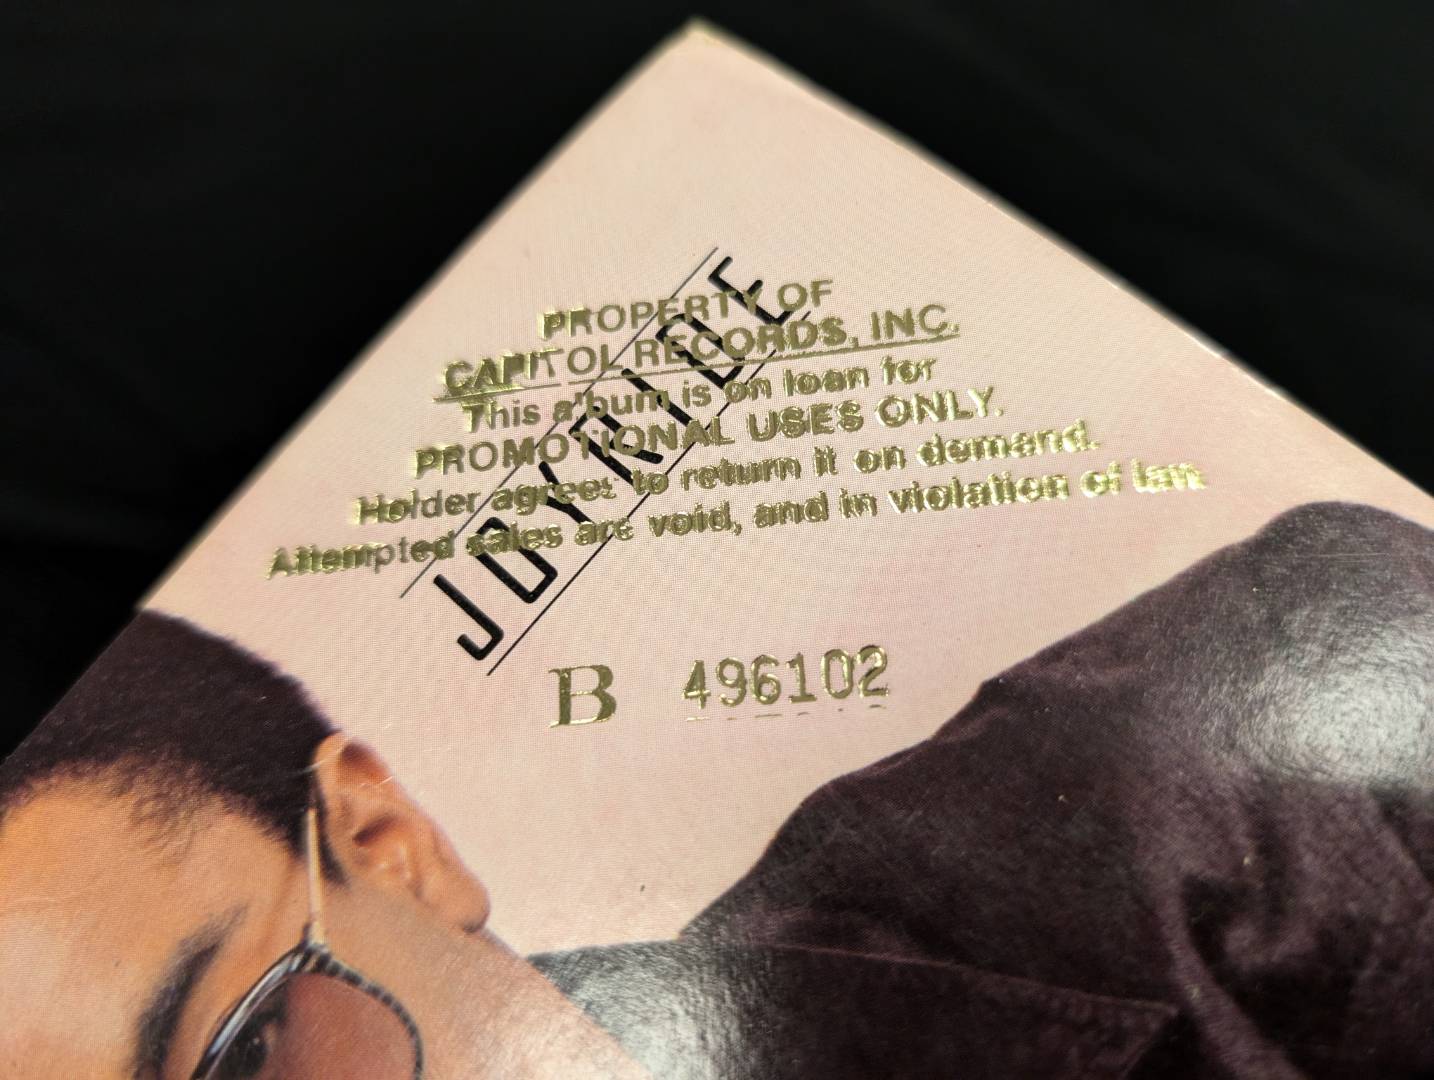 PROPERTY OF
CAPITOL RECORDS, INC.
This album is on loan for
PROMOTIONAL USES ONLY.
Holder agrees to return it on demand.
Attempted sales are void, and in violation of law
B 496102